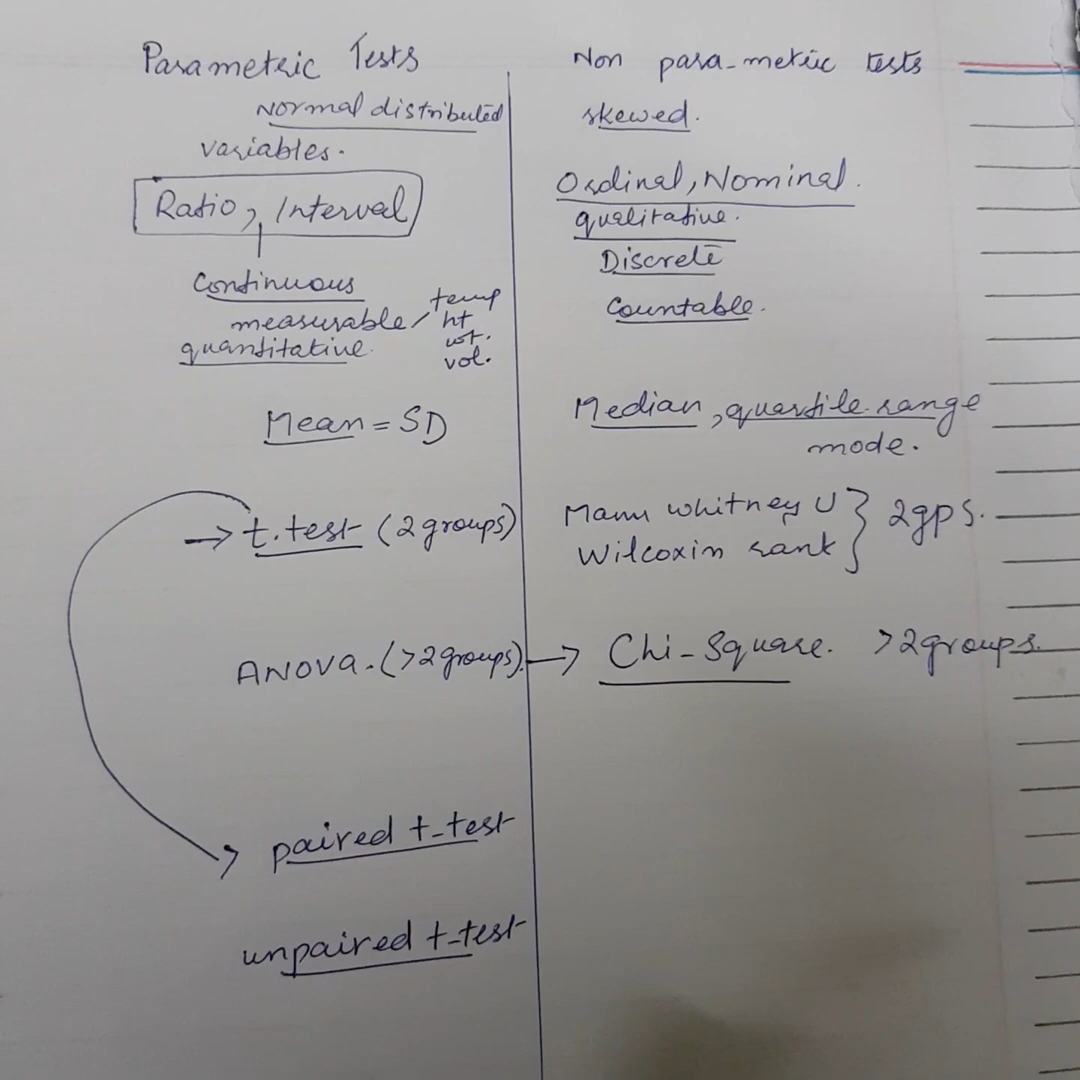 Parametric Tests
Normal distributed
variables.
Ratio, Interval
Continuous
measurable temp
ht
wt.
vol.
quantitative.
Mean = SD
→ t.test (2 groups)
ANOVA. (>2 groups). →
paired t-test
unpaired t-test
Non para-metric tests
skewed.
Ordinal, Nominal.
qualitative.
Discrete
Countable.
Median, quartile range
mode.
Mann whitney U } 2gps.
Wilcoxin rank
Chi-Square. >2groups.